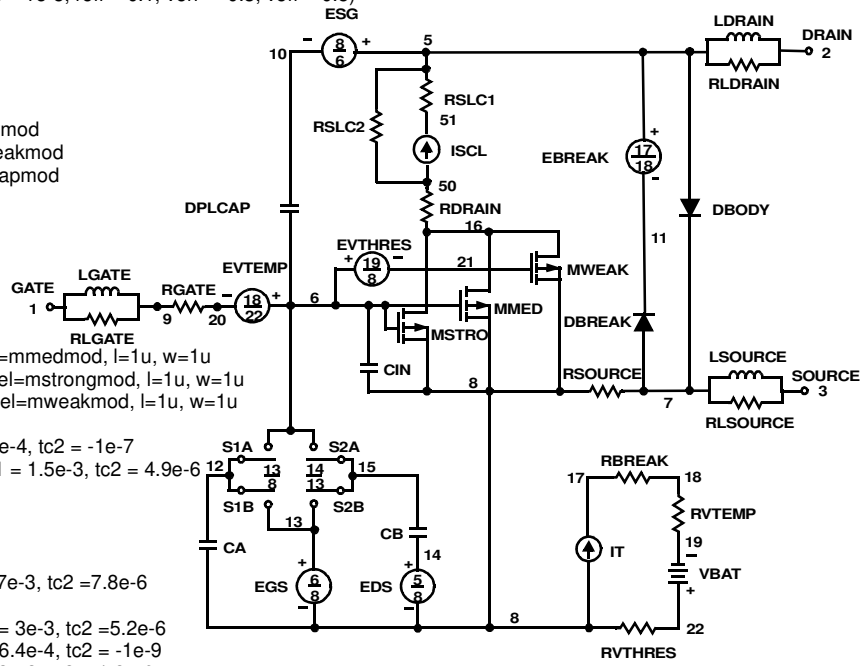 ESG
10
−
8
6
+
5
LDRAIN
DRAIN
2
RLDRAIN
RSLC1
51
RSLC2
ISCL
50
RDRAIN
16
+
17
18
−
EBREAK
DBODY
11
mod
eakmod
apmod
DPLCAP
EVTHRES
+
19
8
−
21
MWEAK
GATE
1
LGATE
RLGATE
9
RGATE
20
EVTEMP
−
18
22
+
6
MMED
MSTRO
DBREAK
CIN
8
RSOURCE
7
LSOURCE
SOURCE
3
RLSOURCE
=mmedmod, l=1u, w=1u
el=mstrongmod, l=1u, w=1u
el=mweakmod, l=1u, w=1u
e-4, tc2 = -1e-7
1 = 1.5e-3, tc2 = 4.9e-6
12
S1A
S2A
13
8
14
13
15
S1B
S2B
13
CA
CB
14
+
EGS
6
8
−
+
EDS
5
8
−
7e-3, tc2 =7.8e-6
= 3e-3, tc2 =5.2e-6
6.4e-4, tc2 = -1e-9
8
17
RBREAK
18
RVTEMP
19
−
IT
VBAT
+
22
RVTHRES